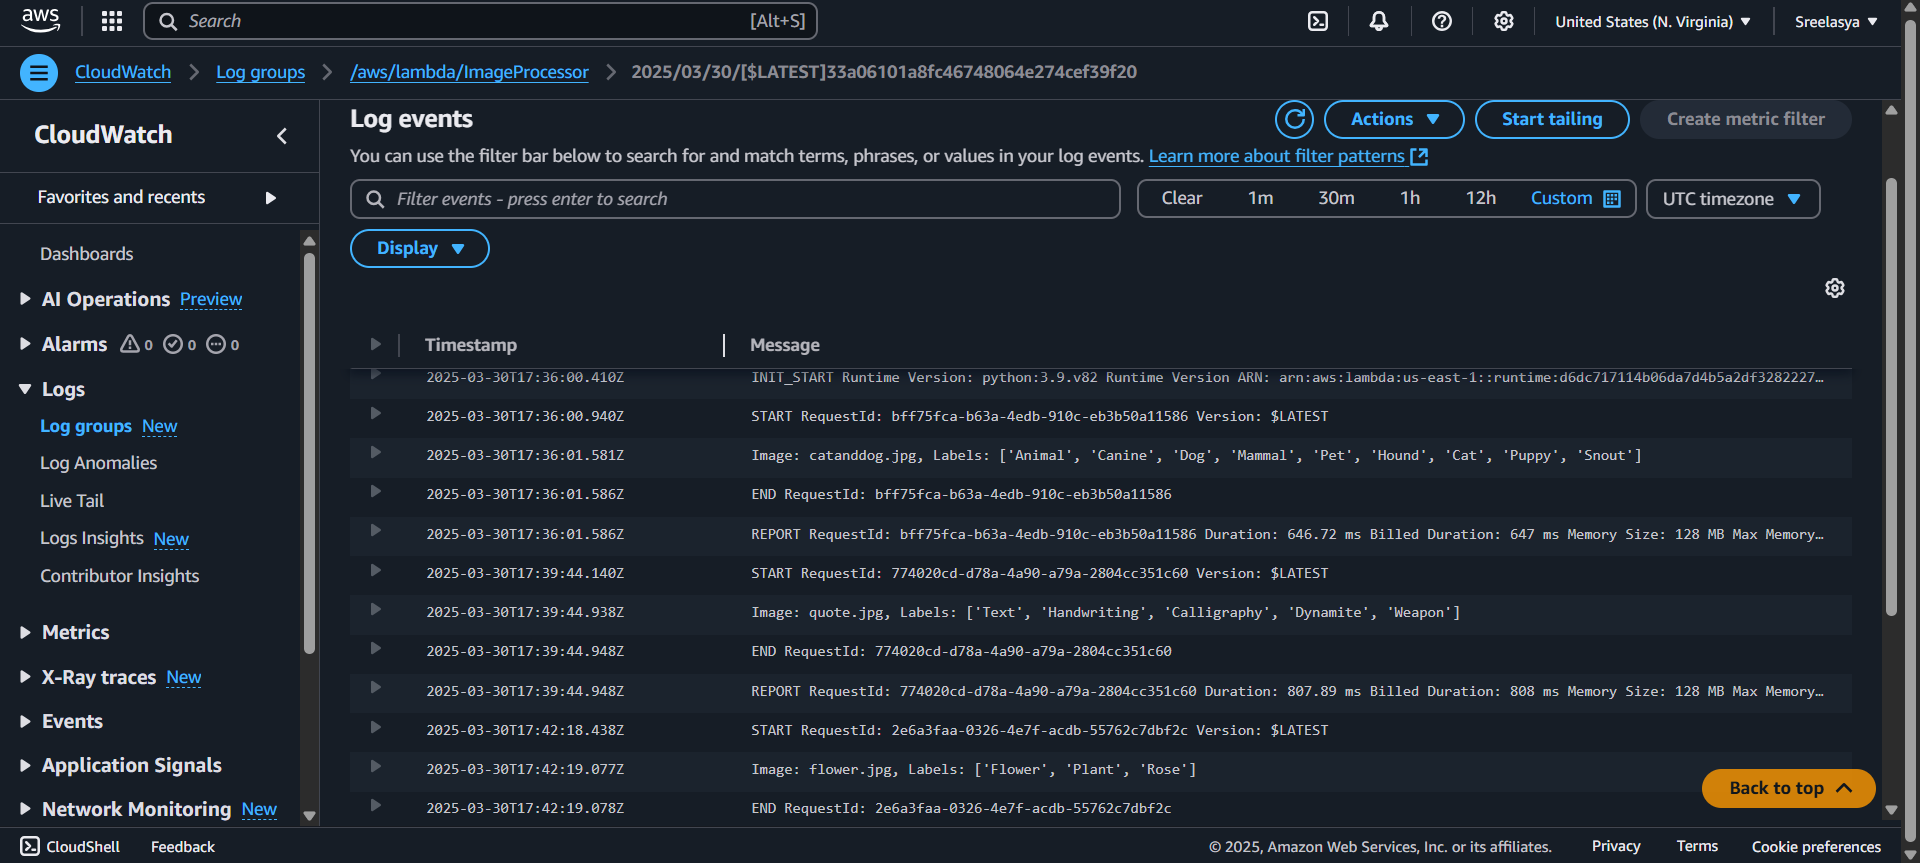 aws
Search [Alt+S]
United States (N. Virginia)
Sreelasya
CloudWatch
Log groups
/aws/lambda/ImageProcessor
2025/03/30/[$LATEST]33a06101a8fc46748064e274cef39f20
CloudWatch
Favorites and recents
Dashboards
AI Operations Preview
Alarms 0 0 0
Logs
Log groups New
Log Anomalies
Live Tail
Logs Insights New
Contributor Insights
Metrics
X-Ray traces New
Events
Application Signals
Network Monitoring New
Log events
Actions
Start tailing
Create metric filter
You can use the filter bar below to search for and match terms, phrases, or values in your log events. Learn more about filter patterns
Filter events - press enter to search
Clear 1m 30m 1h 12h Custom
UTC timezone
Display
Timestamp Message
2025-03-30T17:36:00.410Z INIT_START Runtime Version: python:3.9.v82 Runtime Version ARN: arn:aws:lambda:us-east-1::runtime:d6dc717114b06da7d4b5a2df3282227…
2025-03-30T17:36:00.940Z START RequestId: bff75fca-b63a-4edb-910c-eb3b50a11586 Version: $LATEST
2025-03-30T17:36:01.581Z Image: catanddog.jpg, Labels: ['Animal', 'Canine', 'Dog', 'Mammal', 'Pet', 'Hound', 'Cat', 'Puppy', 'Snout']
2025-03-30T17:36:01.586Z END RequestId: bff75fca-b63a-4edb-910c-eb3b50a11586
2025-03-30T17:36:01.586Z REPORT RequestId: bff75fca-b63a-4edb-910c-eb3b50a11586 Duration: 646.72 ms Billed Duration: 647 ms Memory Size: 128 MB Max Memory…
2025-03-30T17:39:44.140Z START RequestId: 774020cd-d78a-4a90-a79a-2804cc351c60 Version: $LATEST
2025-03-30T17:39:44.938Z Image: quote.jpg, Labels: ['Text', 'Handwriting', 'Calligraphy', 'Dynamite', 'Weapon']
2025-03-30T17:39:44.948Z END RequestId: 774020cd-d78a-4a90-a79a-2804cc351c60
2025-03-30T17:39:44.948Z REPORT RequestId: 774020cd-d78a-4a90-a79a-2804cc351c60 Duration: 807.89 ms Billed Duration: 808 ms Memory Size: 128 MB Max Memory…
2025-03-30T17:42:18.438Z START RequestId: 2e6a3faa-0326-4e7f-acdb-55762c7dbf2c Version: $LATEST
2025-03-30T17:42:19.077Z Image: flower.jpg, Labels: ['Flower', 'Plant', 'Rose']
2025-03-30T17:42:19.078Z END RequestId: 2e6a3faa-0326-4e7f-acdb-55762c7dbf2c
Back to top
CloudShell
Feedback
© 2025, Amazon Web Services, Inc. or its affiliates.
Privacy
Terms
Cookie preferences